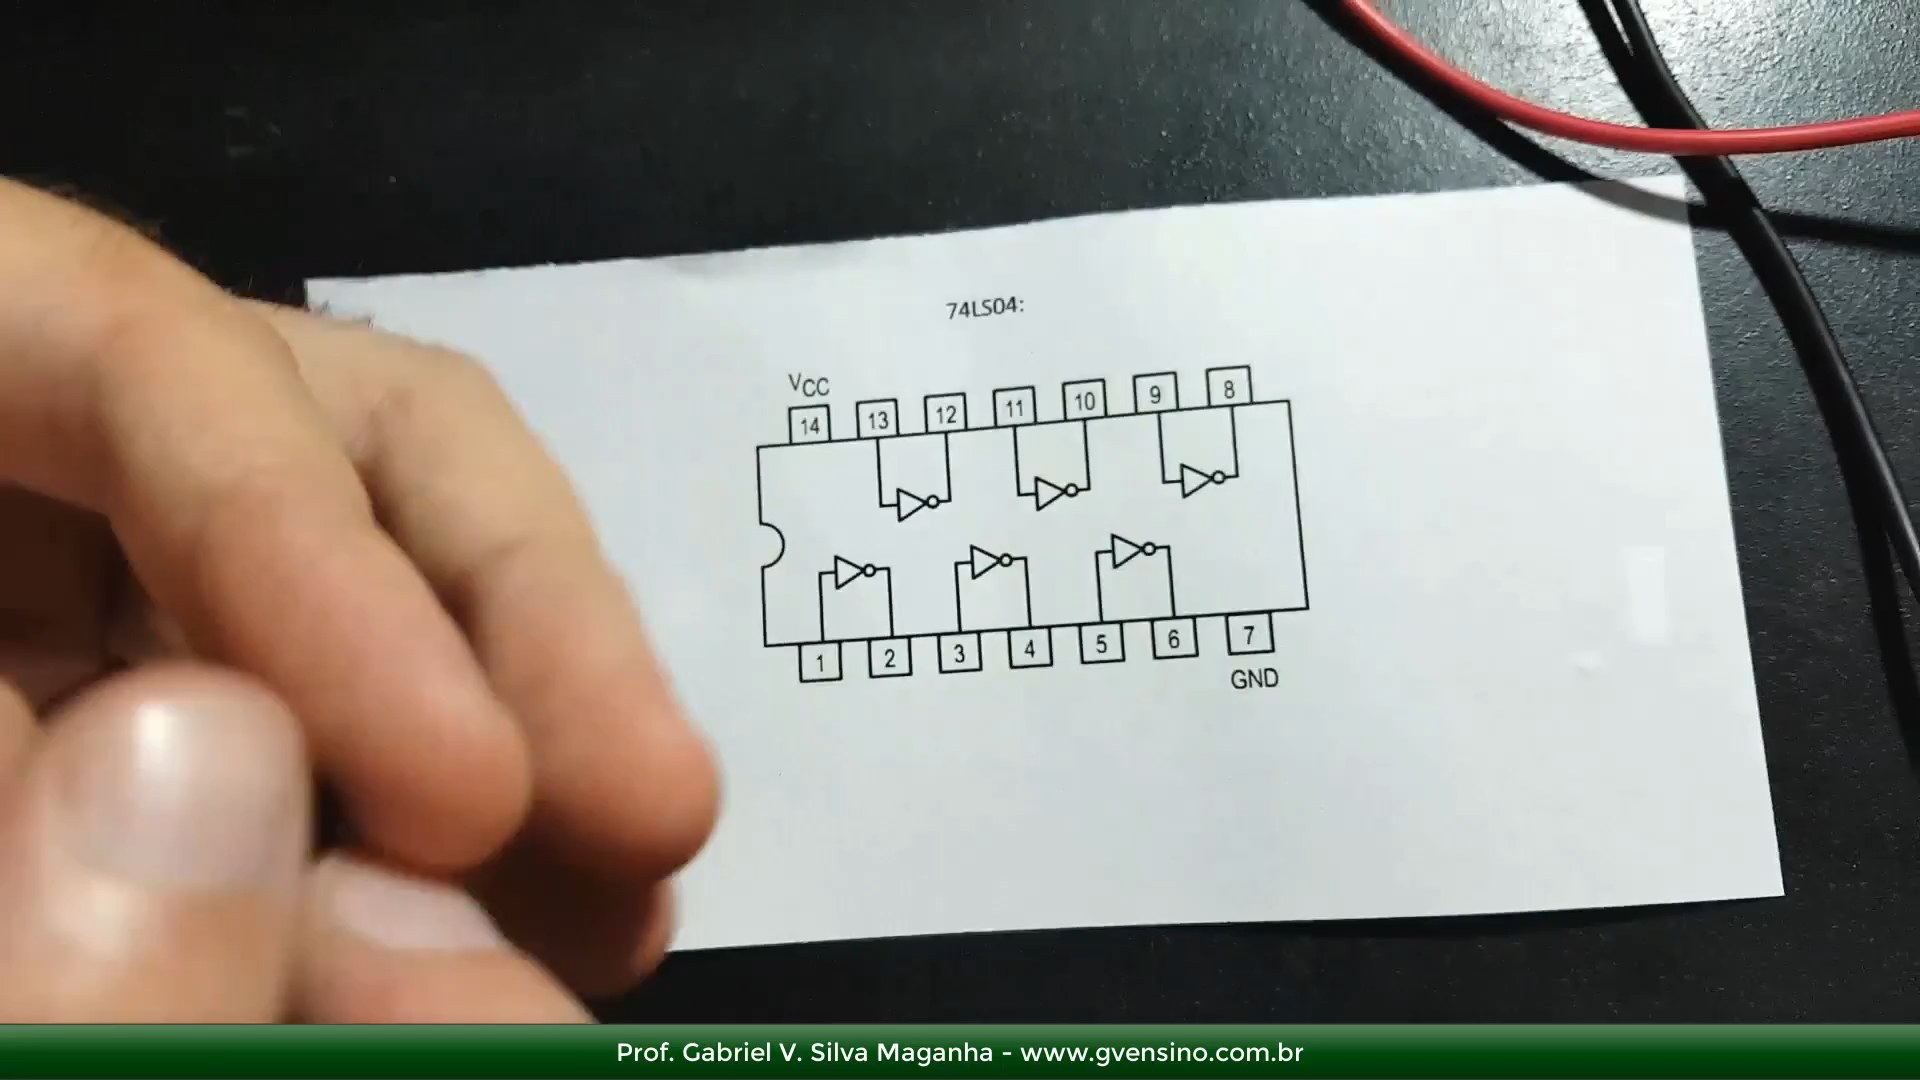 74LS04:
VCC
14 13 12 11 10 9 8
1 2 3 4 5 6 7
GND
Prof. Gabriel V. Silva Maganha - www.gvensino.com.br